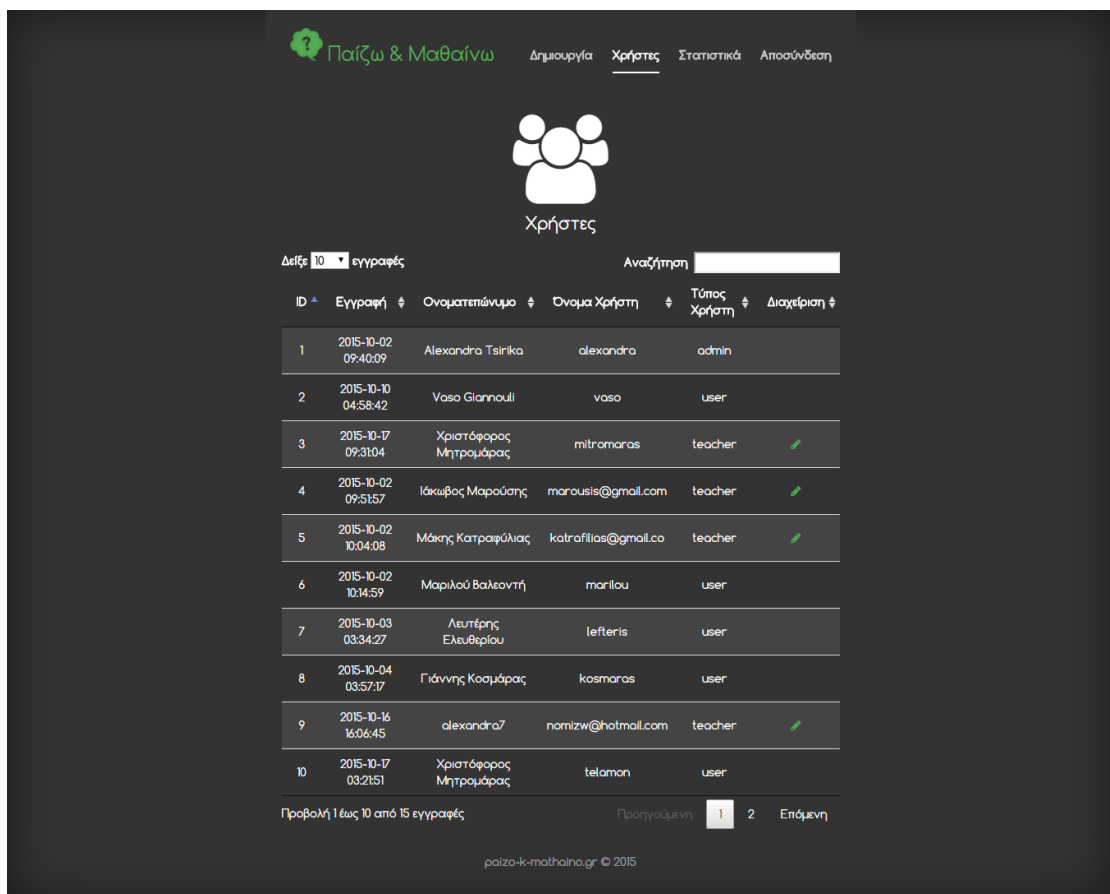 ? Παίζω & Μαθαίνω Δημιουργία Χρήστες Στατιστικά Αποσύνδεση
Χρήστες
Δείξε 10 εγγραφές Αναζήτηση
ID Εγγραφή Ονοματεπώνυμο Όνομα Χρήστη Τύπος Χρήστη Διαχείριση
1 2015-10-02 09:40:09 Alexandra Tsirika alexandra admin
2 2015-10-10 04:58:42 Vaso Giannouli vaso user
3 2015-10-17 09:31:04 Χριστόφορος Μητρομάρας mitromaras teacher
4 2015-10-02 09:51:57 Ιάκωβος Μαρούσης marousis@gmail.com teacher
5 2015-10-02 10:04:08 Μάκης Κατραφύλιας katrafilias@gmail.co teacher
6 2015-10-02 10:14:59 Μαριλού Βαλεοντή marilou user
7 2015-10-03 03:34:27 Λευτέρης Ελευθερίου lefteris user
8 2015-10-04 03:57:17 Γιάννης Κοσμάρας kosmaras user
9 2015-10-16 16:06:45 alexandra7 nomizw@hotmail.com teacher
10 2015-10-17 03:21:51 Χριστόφορος Μητρομάρας telamon user
Προβολή 1 έως 10 από 15 εγγραφές Προηγούμενη 1 2 Επόμενη
paizo-k-mathaino.gr © 2015